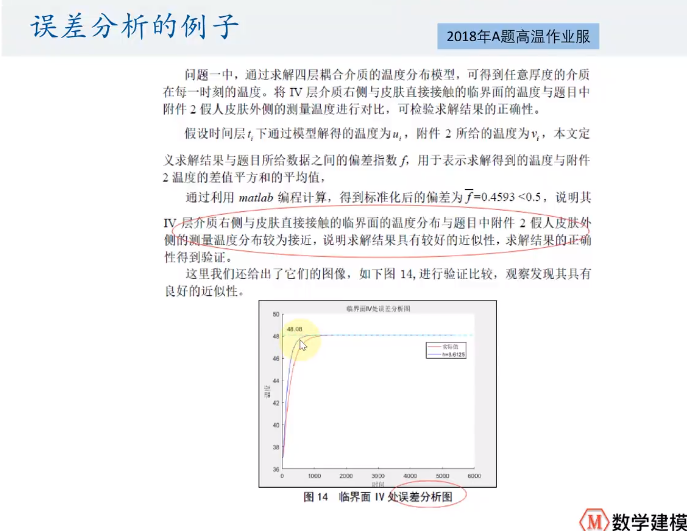 误差分析的例子
2018年A题高温作业服
问题一中，通过求解四层耦合介质的温度分布模型，可得到任意厚度的介质
在每一时刻的温度。将 IV 层介质右侧与皮肤直接接触的临界面的温度与题目中
附件 2 假人皮肤外侧的测量温度进行对比，可检验求解结果的正确性。
假设时间层 tᵢ 下通过模型解得的温度为 uᵢ，附件 2 所给的温度为 vᵢ，本文定
义求解结果与题目所给数据之间的偏差指数 f，用于表示求解得到的温度与附件
2 温度的差值平方和的平均值，
通过利用 matlab 编程计算，得到标准化后的偏差为 f̅=0.4593 <0.5，说明其
IV 层介质右侧与皮肤直接接触的临界面的温度分布与题目中附件 2 假人皮肤外
侧的测量温度分布较为接近，说明求解结果具有较好的近似性，求解结果的正确
性得到验证。
这里我们还给出了它们的图像，如下图 14，进行验证比较，观察发现其具有
良好的近似性。
临界面IV处误差分析图
50
48.08
48
46
44
42
40
38
36
温度
实际值
0 1000 2000 3000 4000 5000 6000
时间
图 14 临界面 IV 处误差分析图
M 数学建模